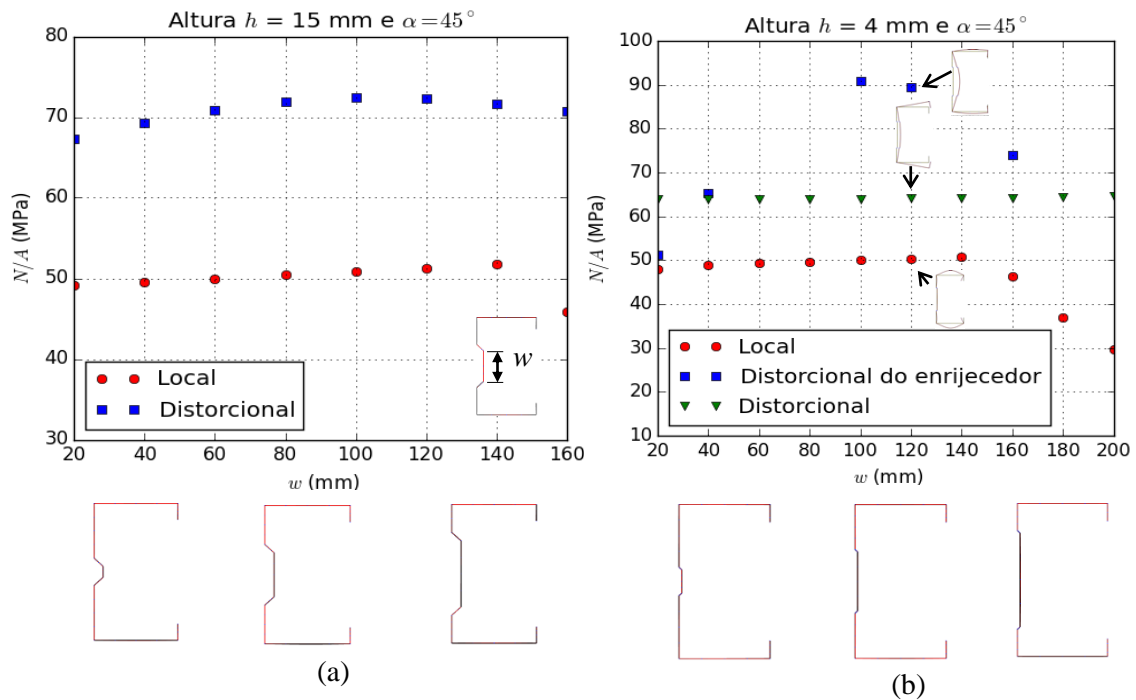 Altura h = 15 mm e α=45°
80
70
60
50
40
30
N/A (MPa)
w
Local
Distorcional
20 40 60 80 100 120 140 160
w (mm)
(a)
Altura h = 4 mm e α=45°
100
90
80
70
60
50
40
30
20
10
N/A (MPa)
Local
Distorcional do enrijecedor
Distorcional
20 40 60 80 100 120 140 160 180 200
w (mm)
(b)